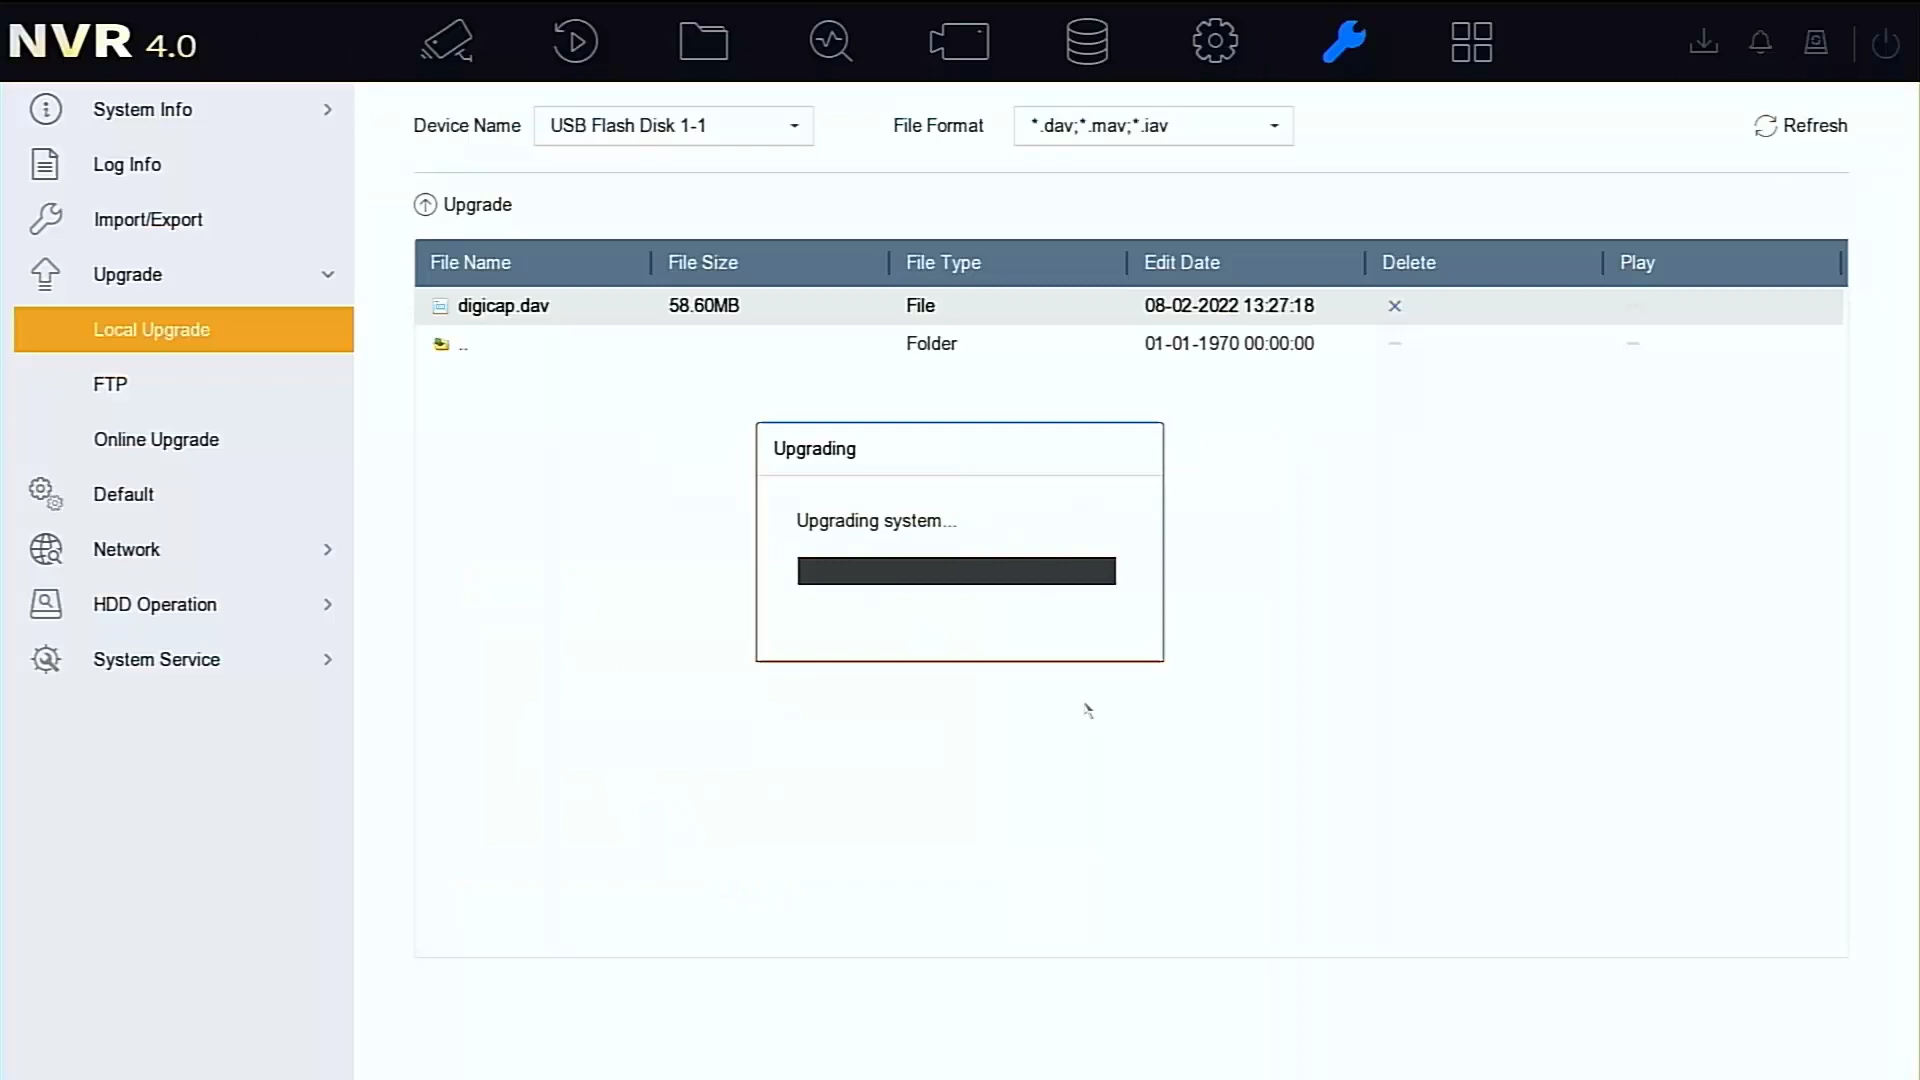 NVR 4.0
System Info
Log Info
Import/Export
Upgrade
Local Upgrade
FTP
Online Upgrade
Default
Network
HDD Operation
System Service
Device Name USB Flash Disk 1-1 File Format *.dav;*.mav;*.iav Refresh
Upgrade
File Name File Size File Type Edit Date Delete Play
digicap.dav 58.60MB File 08-02-2022 13:27:18 ×
.. Folder 01-01-1970 00:00:00 — —
Upgrading
Upgrading system...